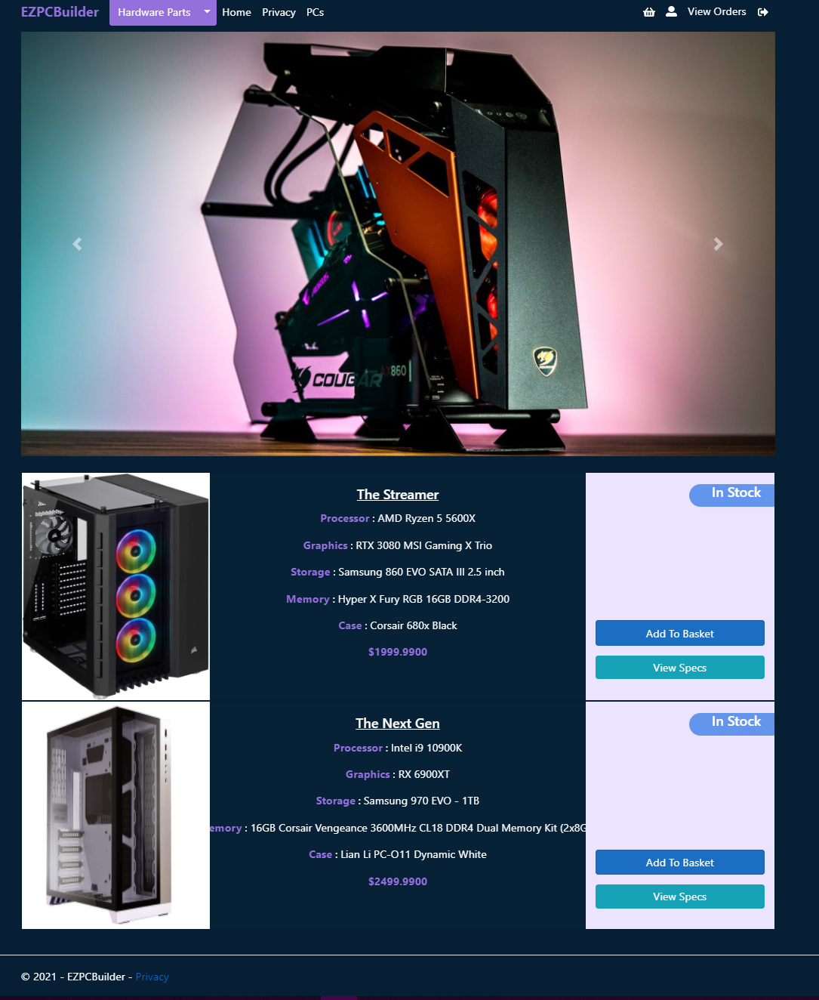 EZPCBuilder Hardware Parts Home Privacy PCs View Orders
AORUS
COUGAR AX860
COUGAR
The Streamer
In Stock
Processor : AMD Ryzen 5 5600X
Graphics : RTX 3080 MSI Gaming X Trio
Storage : Samsung 860 EVO SATA III 2.5 inch
Memory : Hyper X Fury RGB 16GB DDR4-3200
Case : Corsair 680x Black
$1999.9900
Add To Basket
View Specs
The Next Gen
In Stock
Processor : Intel i9 10900K
Graphics : RX 6900XT
Storage : Samsung 970 EVO - 1TB
emory : 16GB Corsair Vengeance 3600MHz CL18 DDR4 Dual Memory Kit (2x8G
Case : Lian Li PC-O11 Dynamic White
$2499.9900
Add To Basket
View Specs
© 2021 - EZPCBuilder - Privacy